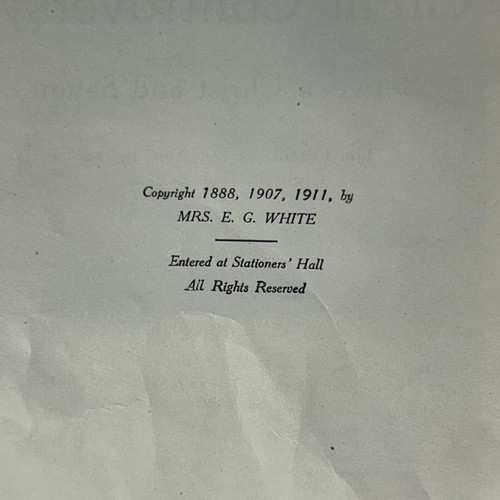 Copyright 1888, 1907, 1911, by
MRS. E. G. WHITE
Entered at Stationers' Hall
All Rights Reserved